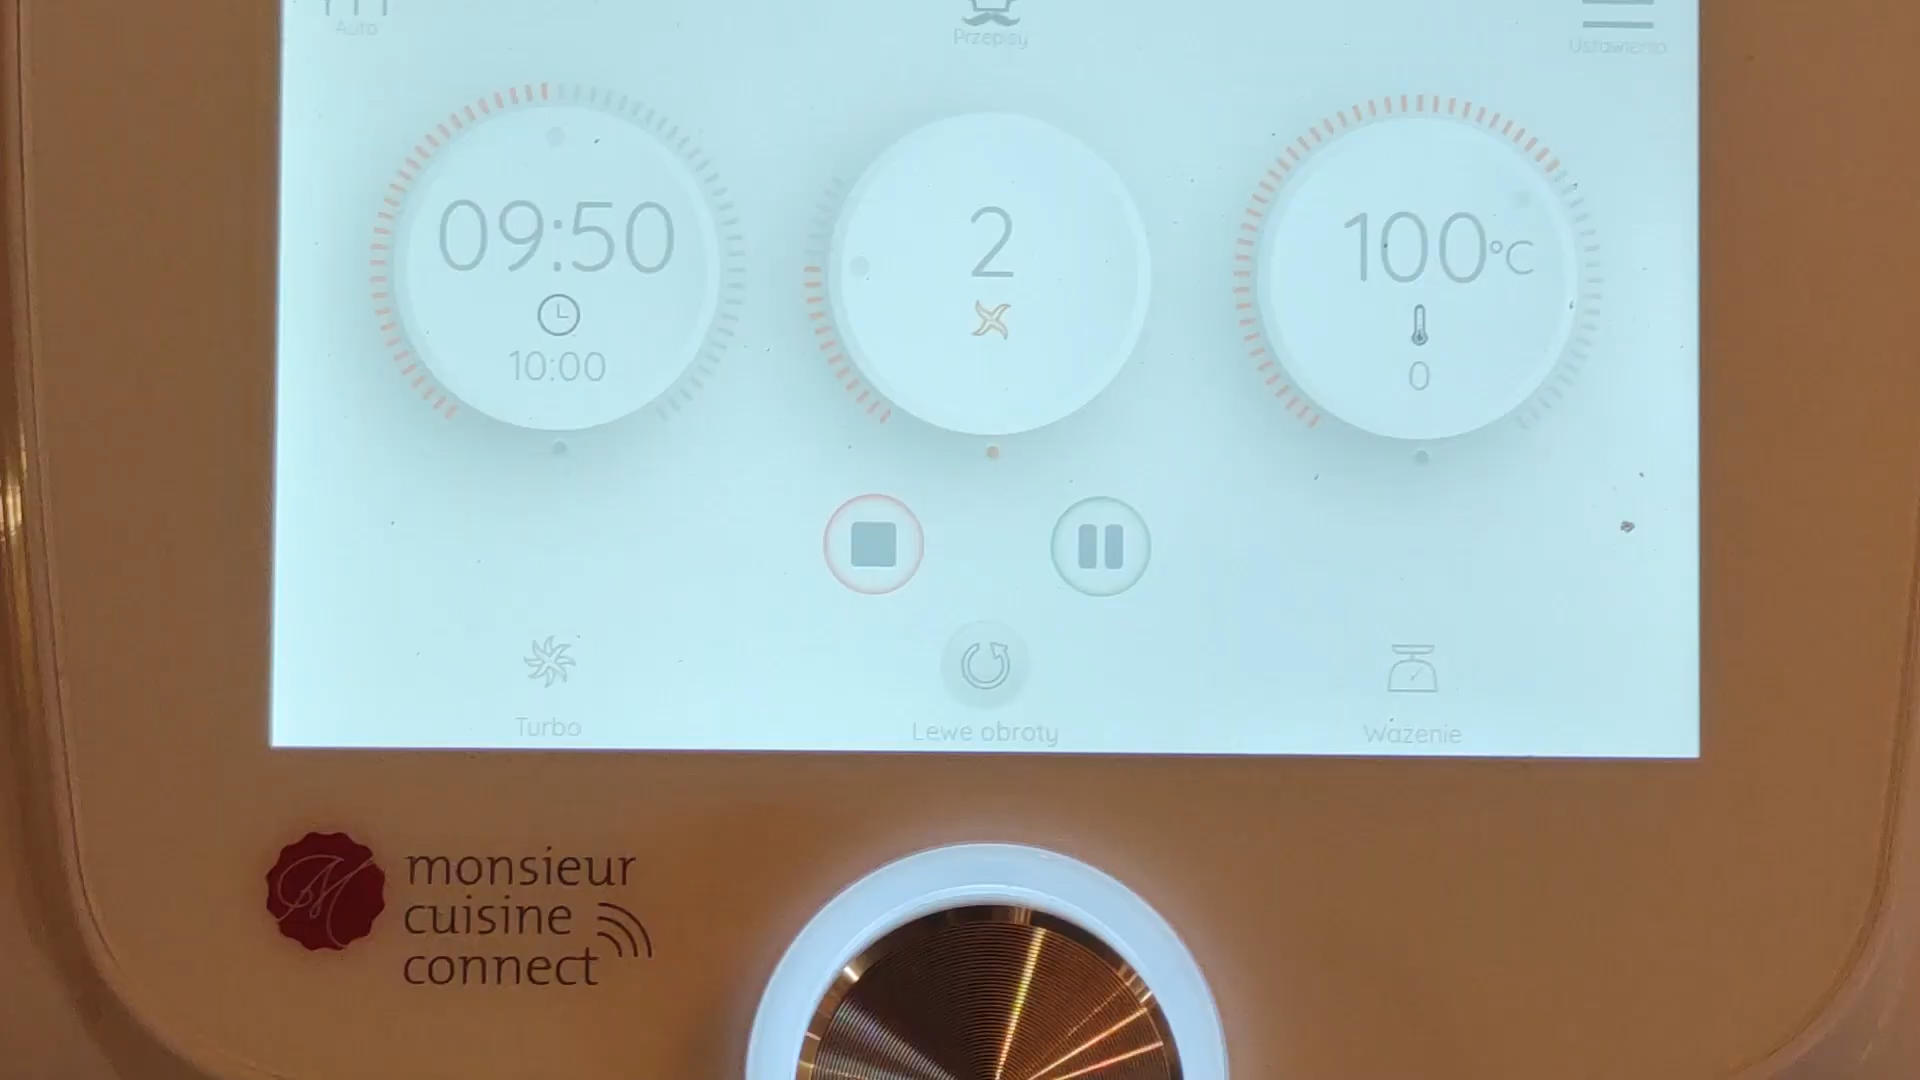 Auto
Przepisy
Ustawienia
09:50
10:00
2
100°C
0
Turbo
Lewe obroty
Ważenie
monsieur
cuisine
connect